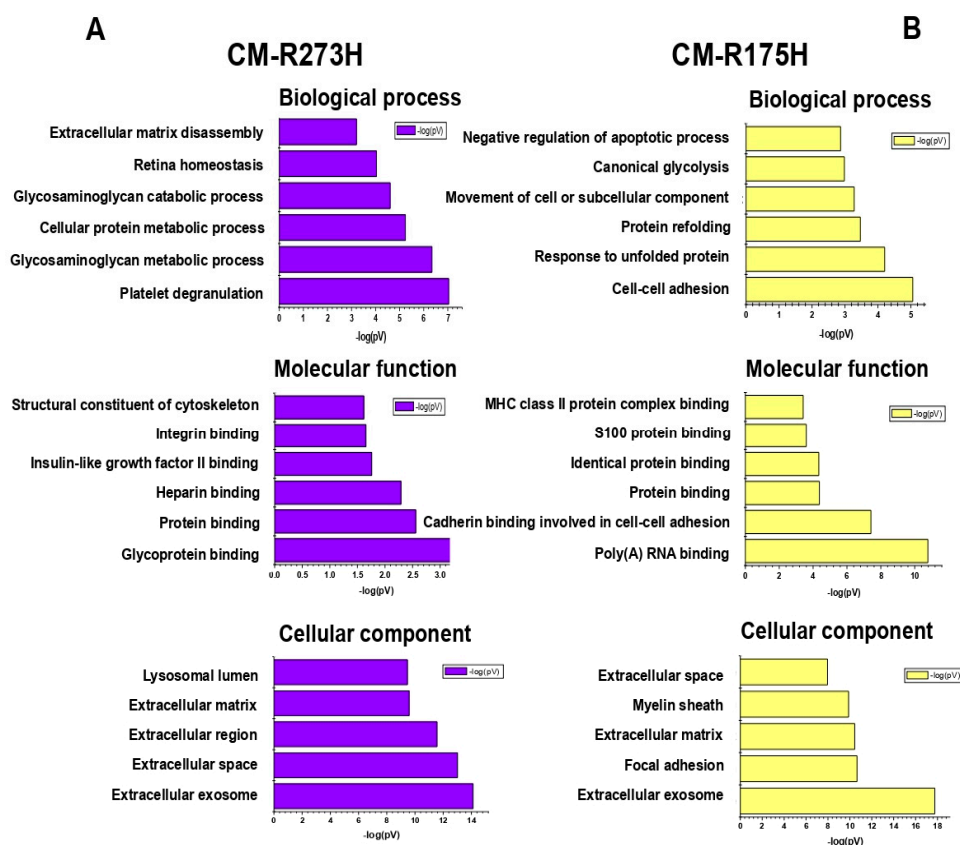 A
B
CM-R273H
CM-R175H
Biological process
-log(pV)
Extracellular matrix disassembly
Retina homeostasis
Glycosaminoglycan catabolic process
Cellular protein metabolic process
Glycosaminoglycan metabolic process
Platelet degranulation
0 1 2 3 4 5 6 7
-log(pV)
Biological process
-log(pV)
Negative regulation of apoptotic process
Canonical glycolysis
Movement of cell or subcellular component
Protein refolding
Response to unfolded protein
Cell-cell adhesion
0 1 2 3 4 5
-log(pV)
Molecular function
-log(pV)
Structural constituent of cytoskeleton
Integrin binding
Insulin-like growth factor II binding
Heparin binding
Protein binding
Glycoprotein binding
0.0 0.5 1.0 1.5 2.0 2.5 3.0
-log(pV)
Molecular function
-log(pV)
MHC class II protein complex binding
S100 protein binding
Identical protein binding
Protein binding
Cadherin binding involved in cell-cell adhesion
Poly(A) RNA binding
0 2 4 6 8 10
-log(pV)
Cellular component
-log(pV)
Lysosomal lumen
Extracellular matrix
Extracellular region
Extracellular space
Extracellular exosome
0 2 4 6 8 10 12 14
-log(pV)
Cellular component
-log(pV)
Extracellular space
Myelin sheath
Extracellular matrix
Focal adhesion
Extracellular exosome
0 2 4 6 8 10 12 14 16 18
-log(pV)